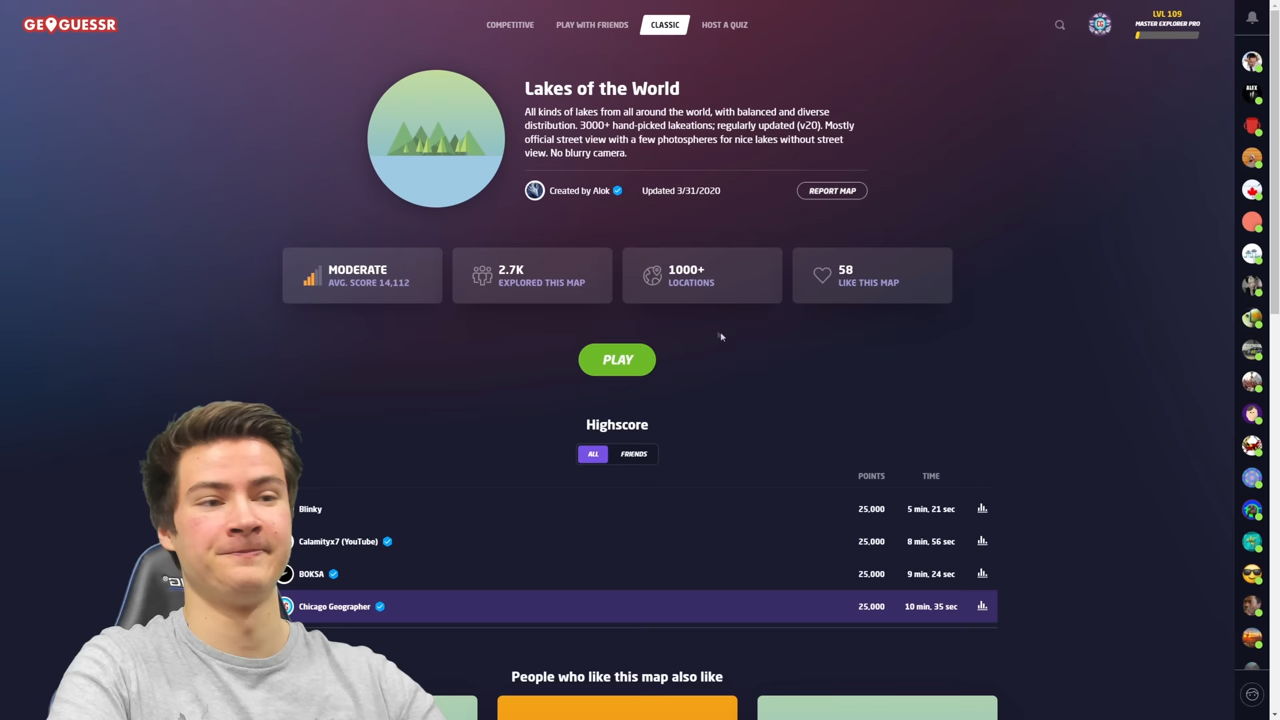 GEOGUESSR
COMPETITIVE
PLAY WITH FRIENDS
CLASSIC
HOST A QUIZ
LVL 109
MASTER EXPLORER PRO
Lakes of the World
All kinds of lakes from all around the world, with balanced and diverse
distribution. 3000+ hand-picked lakeations; regularly updated (v20). Mostly
official street view with a few photospheres for nice lakes without street
view. No blurry camera.
Created by Alok
Updated 3/31/2020
REPORT MAP
MODERATE
AVG. SCORE 14,112
2.7K
EXPLORED THIS MAP
1000+
LOCATIONS
58
LIKE THIS MAP
PLAY
Highscore
ALL
FRIENDS
POINTS
TIME
Blinky
25,000
5 min, 21 sec
Calamityx7 (YouTube)
25,000
8 min, 56 sec
BOKSA
25,000
9 min, 24 sec
Chicago Geographer
25,000
10 min, 35 sec
People who like this map also like
ALEX